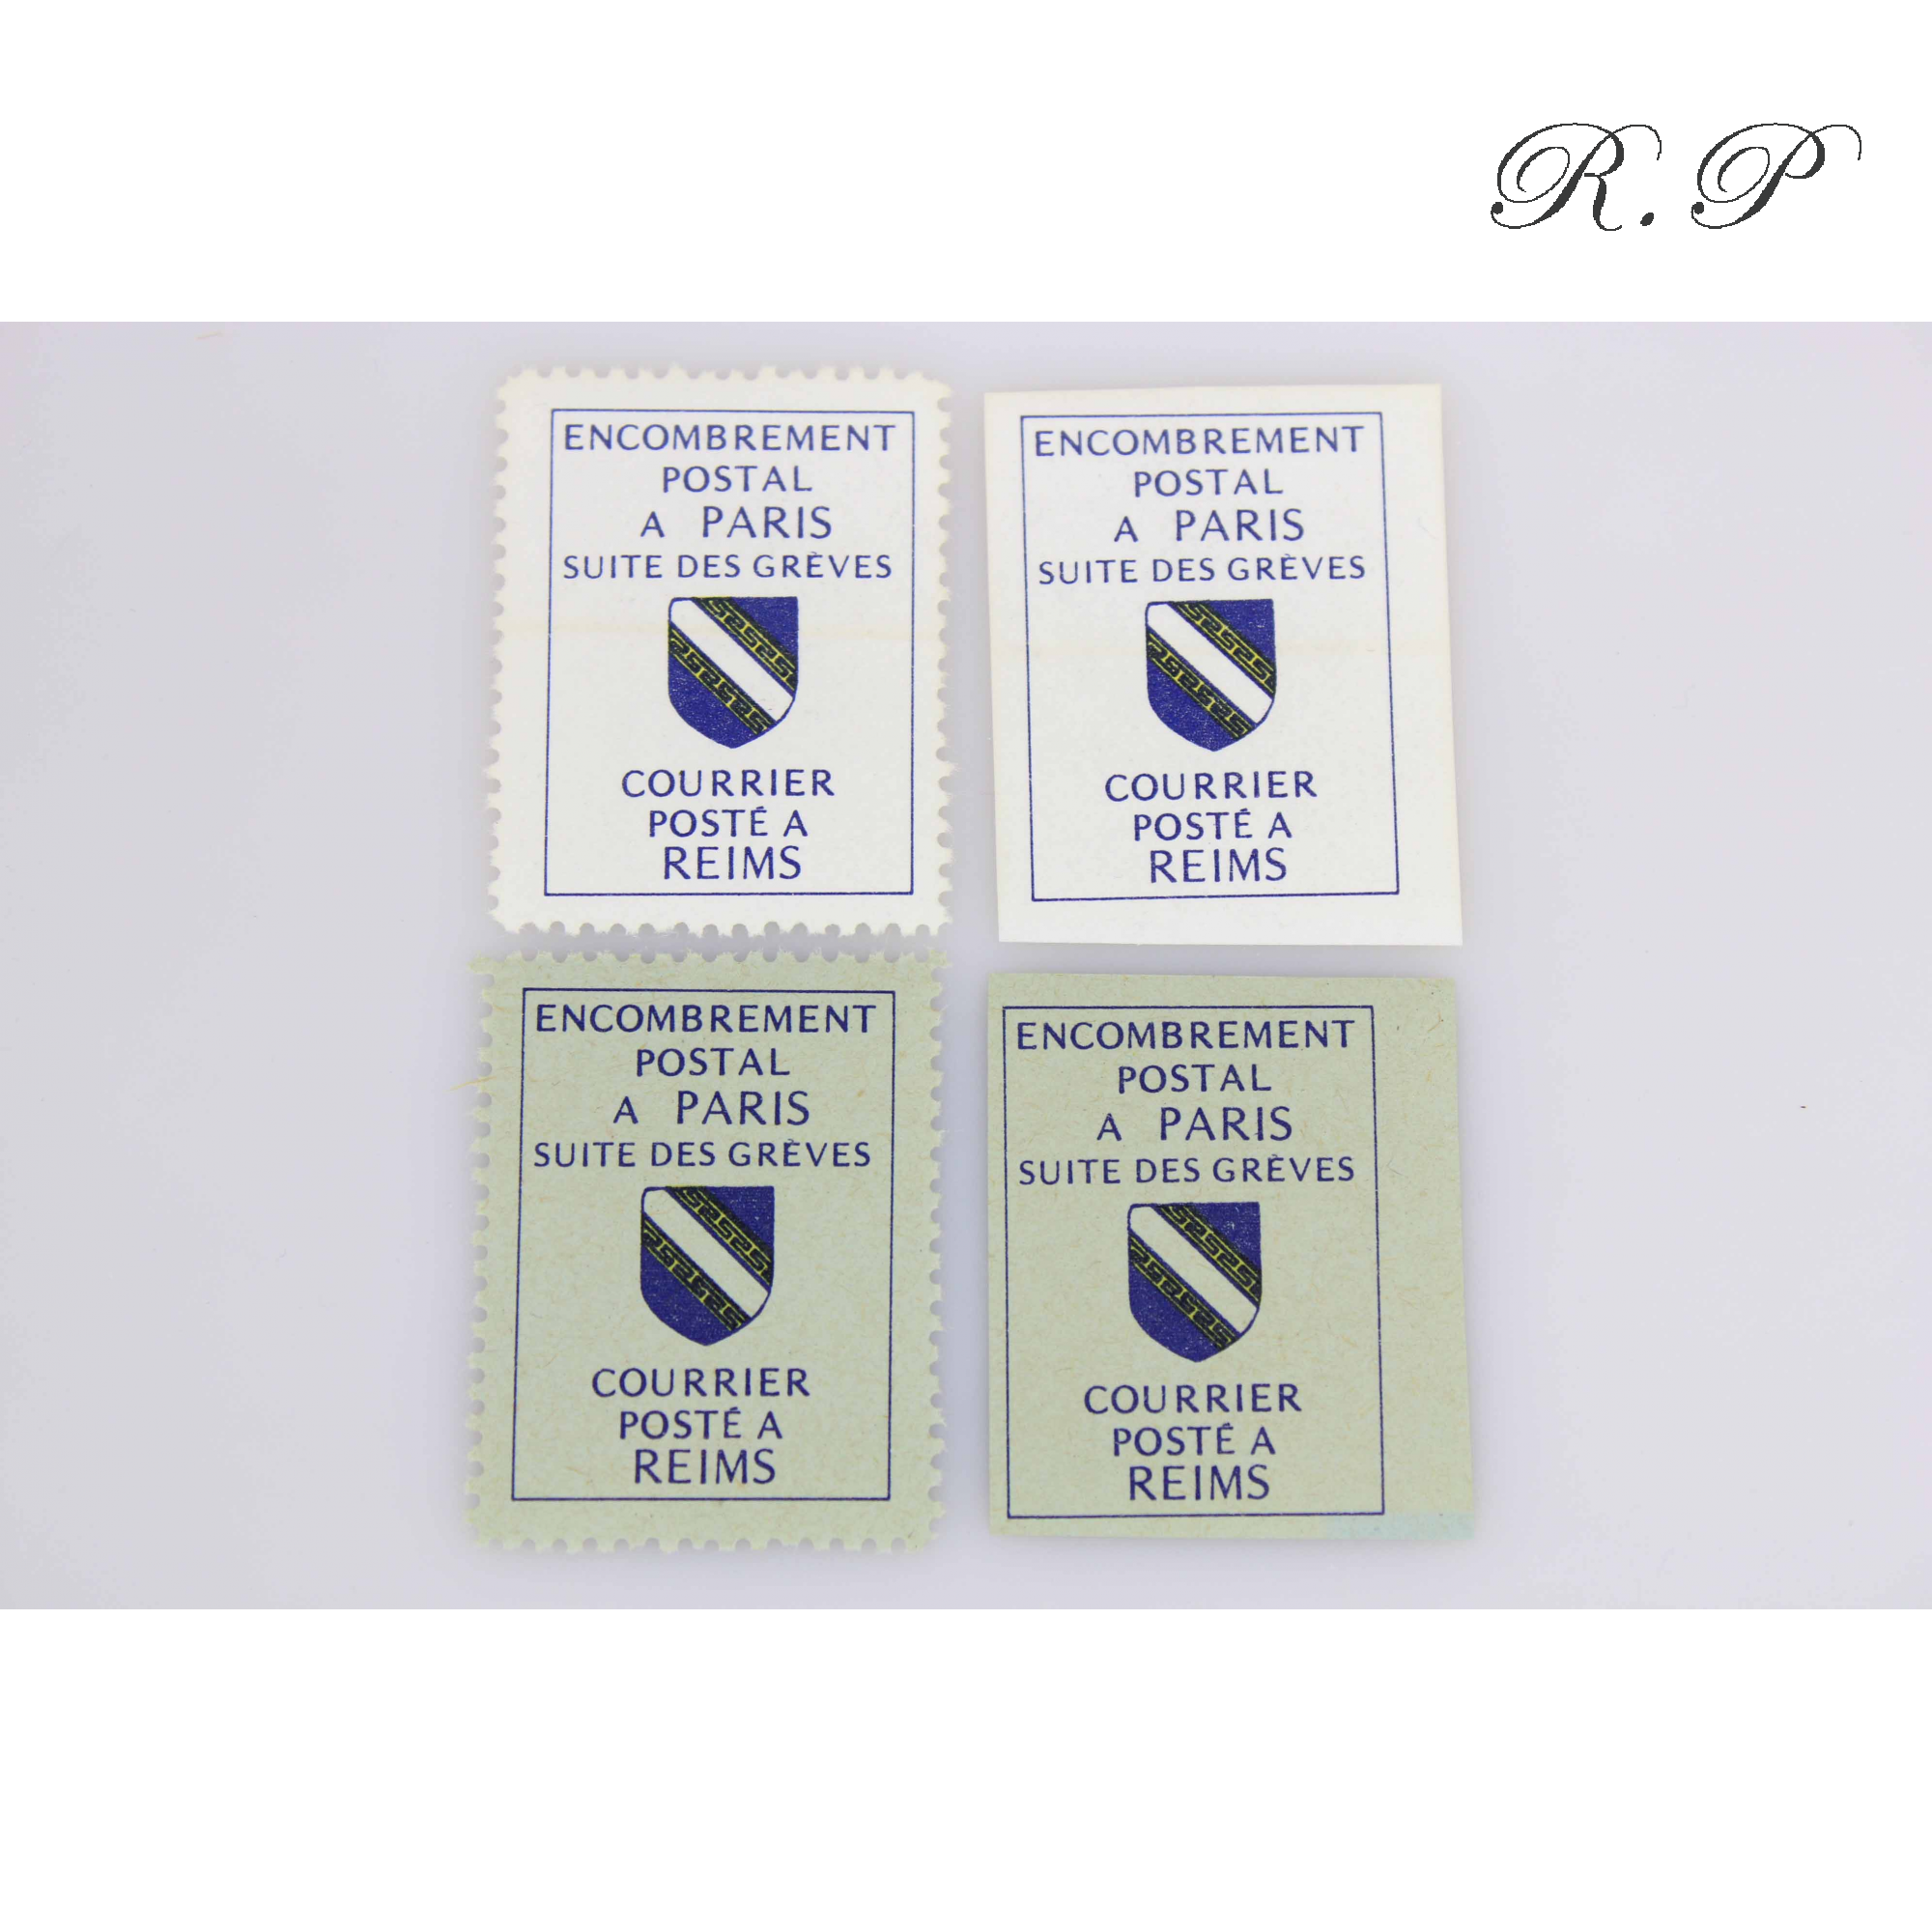 R.P
ENCOMBREMENT
POSTAL
A PARIS
SUITE DES GRÈVES
COURRIER
POSTÉ A
REIMS
ENCOMBREMENT
POSTAL
A PARIS
SUITE DES GRÈVES
COURRIER
POSTÉ A
REIMS
ENCOMBREMENT
POSTAL
A PARIS
SUITE DES GRÈVES
COURRIER
POSTÉ A
REIMS
ENCOMBREMENT
POSTAL
A PARIS
SUITE DES GRÈVES
COURRIER
POSTÉ A
REIMS